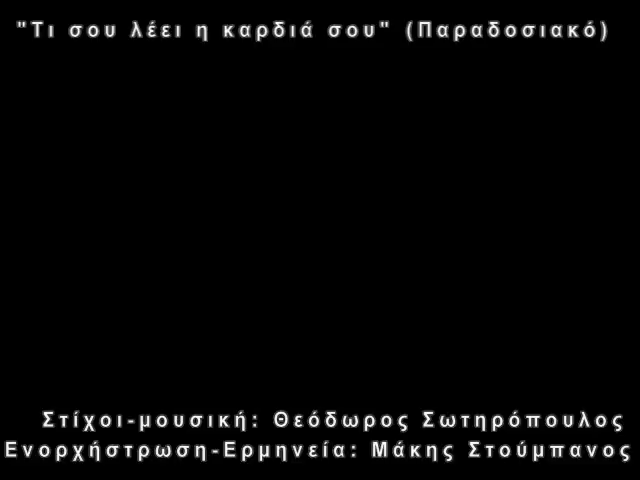 "Τι σου λέει η καρδιά σου" (Παραδοσιακό)
Στίχοι-μουσική: Θεόδωρος Σωτηρόπουλος
Ενορχήστρωση-Ερμηνεία: Μάκης Στούμπανος